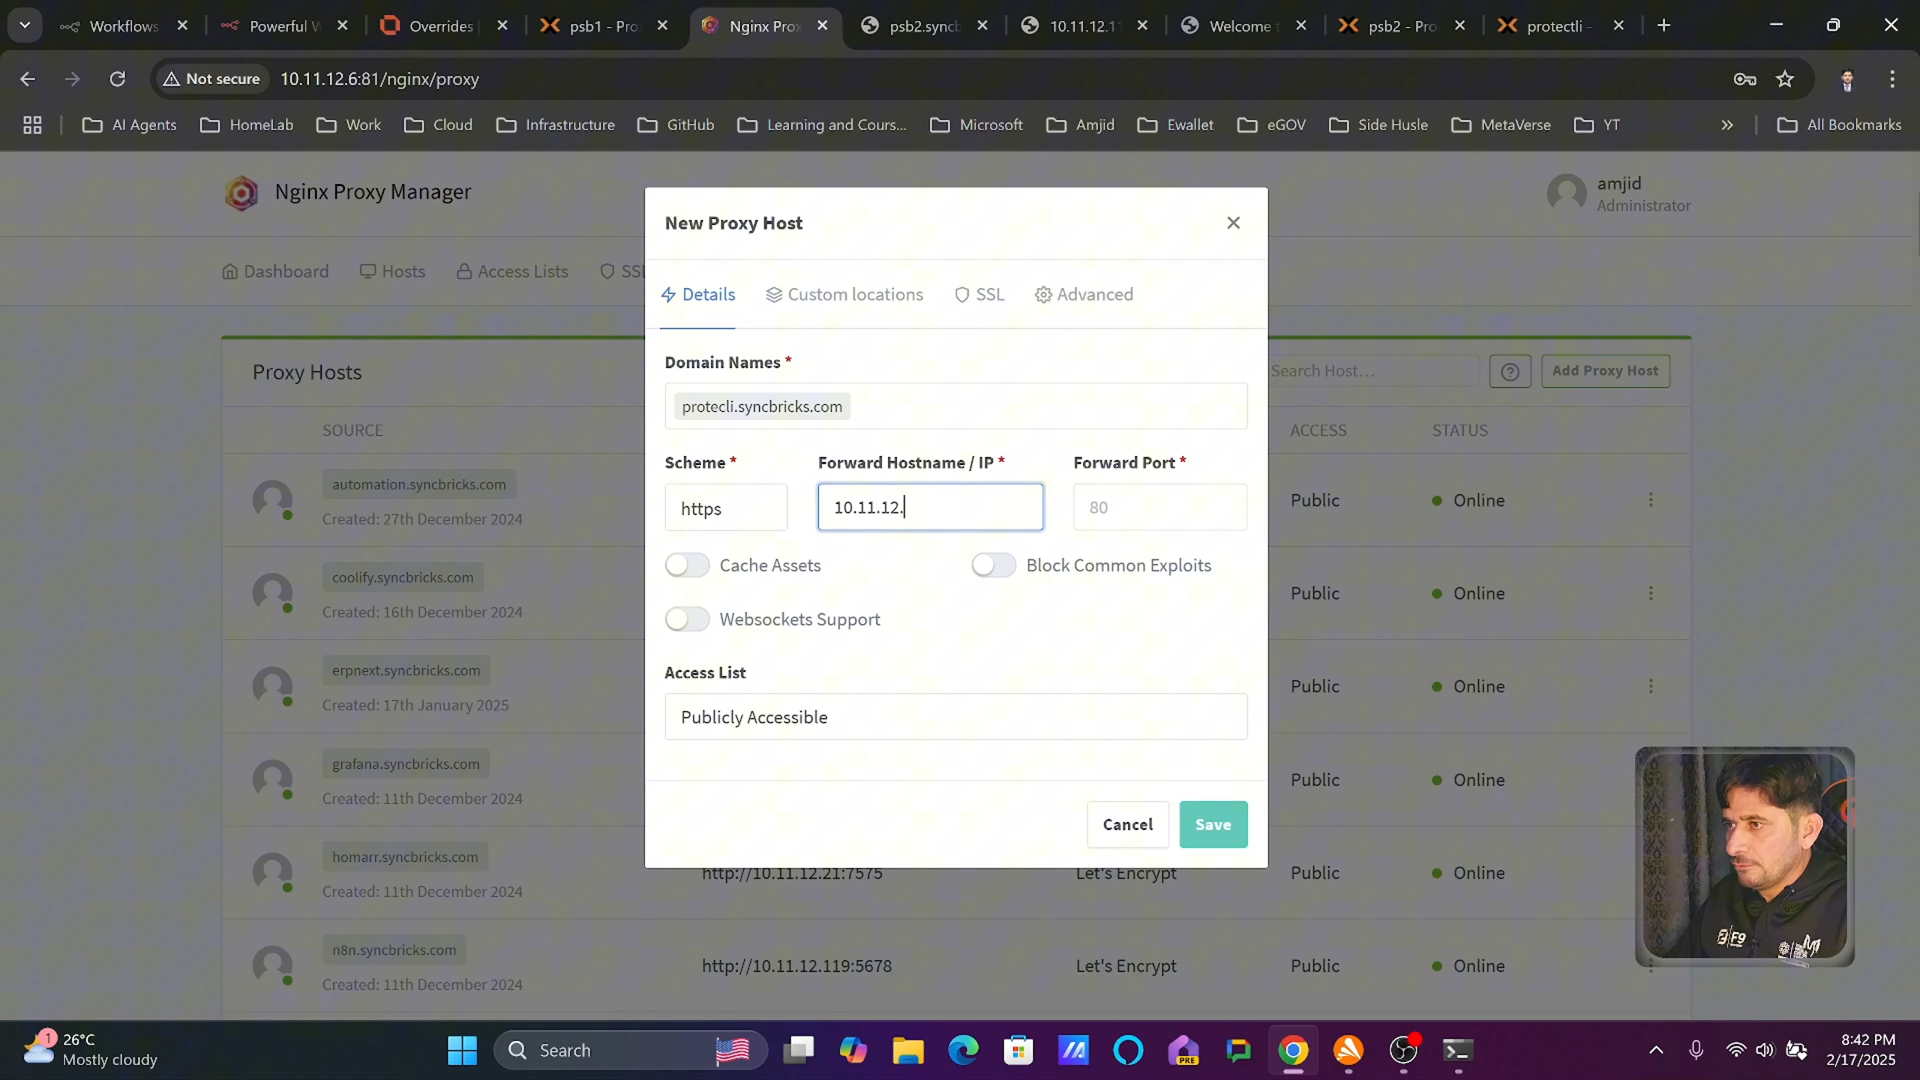 Workflows
Powerful W
Overrides
psb1 - Pro
Nginx Prox
psb2.sync
10.11.12.1
Welcome t
psb2 - Pro
protectli -
Not secure
10.11.12.6:81/nginx/proxy
AI Agents
HomeLab
Work
Cloud
Infrastructure
GitHub
Learning and Cours...
Microsoft
Amjid
Ewallet
eGOV
Side Husle
MetaVerse
YT
All Bookmarks
Nginx Proxy Manager
amjid
Administrator
Dashboard
Hosts
Access Lists
SSL
New Proxy Host
Details
Custom locations
SSL
Advanced
Domain Names *
protecli.syncbricks.com
Scheme *
Forward Hostname / IP *
Forward Port *
https
10.11.12.
80
Cache Assets
Block Common Exploits
Websockets Support
Access List
Publicly Accessible
Cancel
Save
Proxy Hosts
Search Host...
Add Proxy Host
SOURCE
ACCESS
STATUS
automation.syncbricks.com
Created: 27th December 2024
Public
Online
coolify.syncbricks.com
Created: 16th December 2024
Public
Online
erpnext.syncbricks.com
Created: 17th January 2025
Public
Online
grafana.syncbricks.com
Created: 11th December 2024
Public
Online
homarr.syncbricks.com
Created: 11th December 2024
http://10.11.12.21:7575
Let's Encrypt
Public
Online
n8n.syncbricks.com
Created: 11th December 2024
http://10.11.12.119:5678
Let's Encrypt
Public
Online
F9
1
26°C
Mostly cloudy
Search
PRE
8:42 PM
2/17/2025